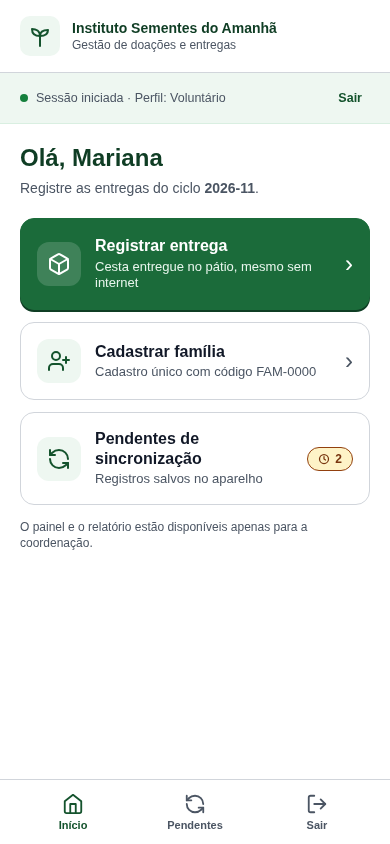 Instituto Sementes do Amanhã
Gestão de doações e entregas
Sessão iniciada · Perfil: Voluntário
Sair
Olá, Mariana
Registre as entregas do ciclo 2026-11.
Registrar entrega
Cesta entregue no pátio, mesmo sem
internet
Cadastrar família
Cadastro único com código FAM-0000
Pendentes de
sincronização
Registros salvos no aparelho
2
O painel e o relatório estão disponíveis apenas para a
coordenação.
Início
Pendentes
Sair